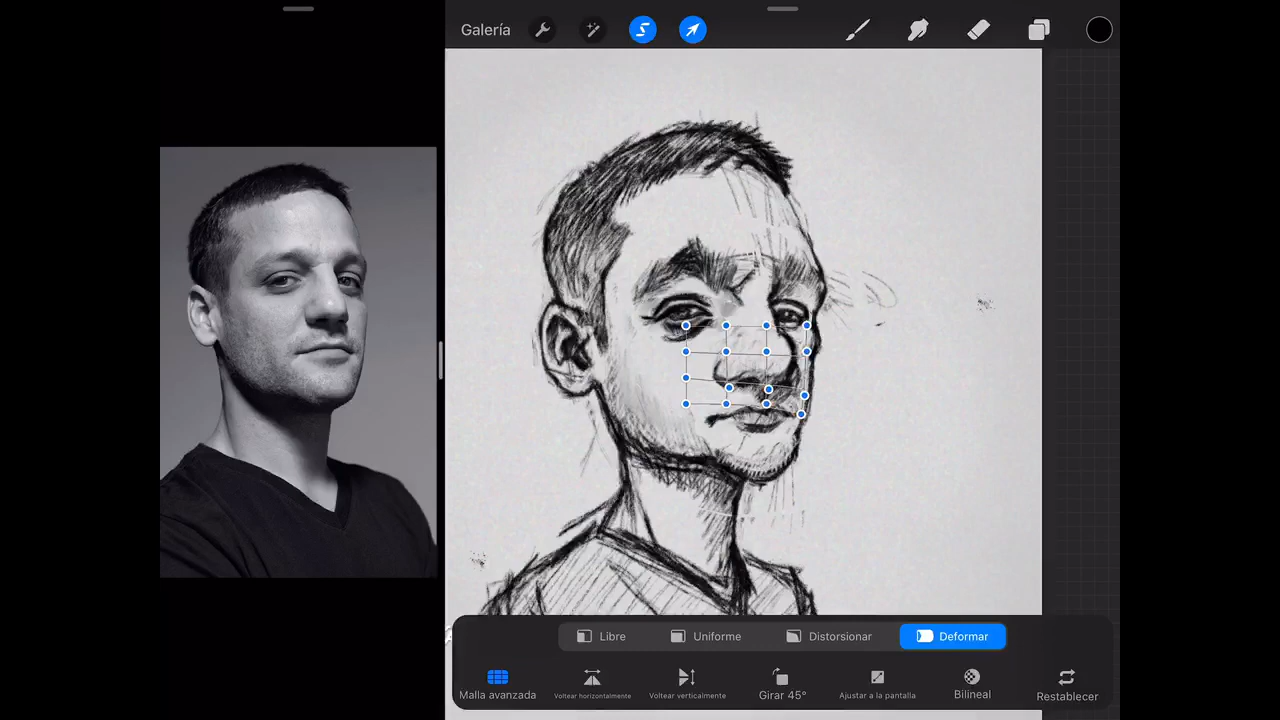 Galería
Libre Uniforme Distorsionar Deformar
Malla avanzada Voltear horizontalmente Voltear verticalmente Girar 45° Ajustar a la pantalla Bilineal Restablecer